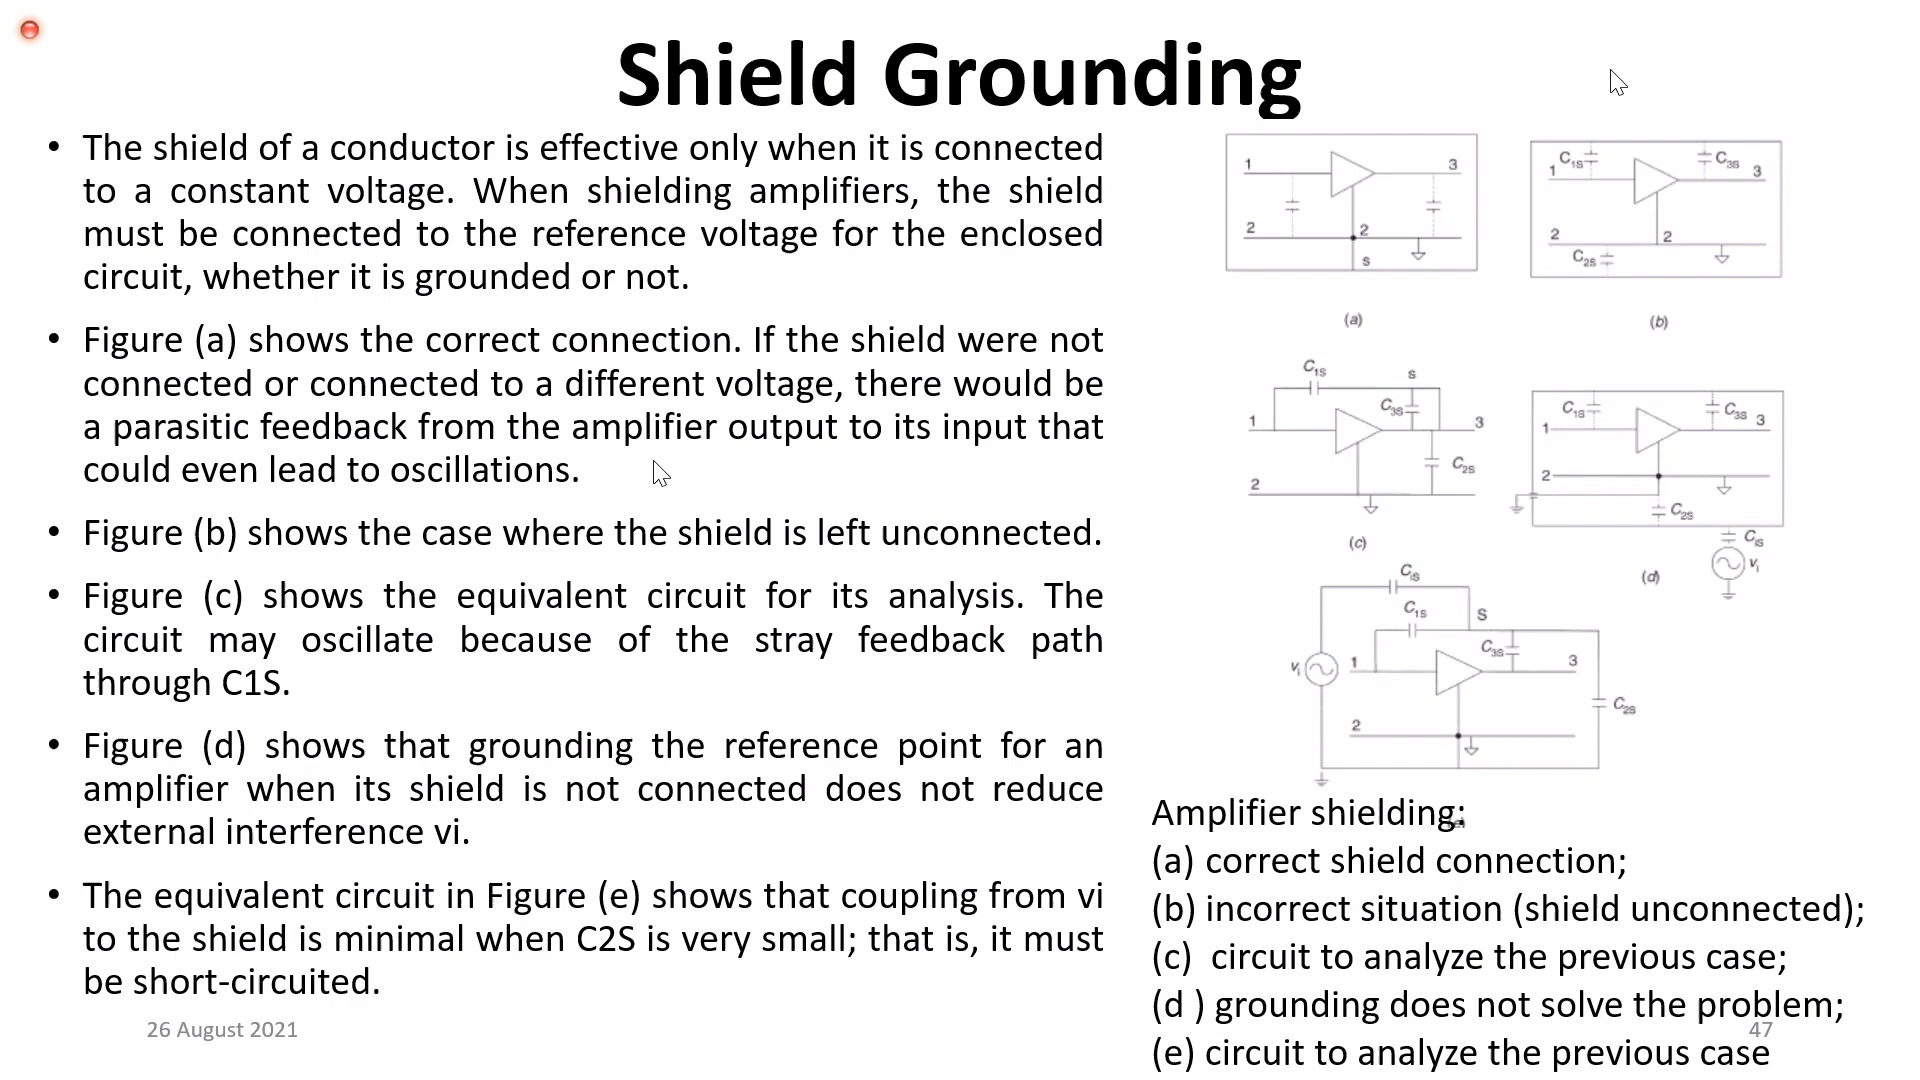 Shield Grounding
• The shield of a conductor is effective only when it is connected
to a constant voltage. When shielding amplifiers, the shield
must be connected to the reference voltage for the enclosed
circuit, whether it is grounded or not.
• Figure (a) shows the correct connection. If the shield were not
connected or connected to a different voltage, there would be
a parasitic feedback from the amplifier output to its input that
could even lead to oscillations.
• Figure (b) shows the case where the shield is left unconnected.
• Figure (c) shows the equivalent circuit for its analysis. The
circuit may oscillate because of the stray feedback path
through C1S.
• Figure (d) shows that grounding the reference point for an
amplifier when its shield is not connected does not reduce
external interference vi.
• The equivalent circuit in Figure (e) shows that coupling from vi
to the shield is minimal when C2S is very small; that is, it must
be short-circuited.
26 August 2021
1 3
2 2
s
(a)
C1S C3S
1 3
2 2
C2S
(b)
C1S s
C3S
1 3
C2S
2
(c)
C1S C3S 3
1
2
C2S
CiS
vi
(d)
CiS
C1S S
C3S
vi 1 3
C2S
2
Amplifier shielding:
(a) correct shield connection;
(b) incorrect situation (shield unconnected);
(c) circuit to analyze the previous case;
(d ) grounding does not solve the problem;
47
(e) circuit to analyze the previous case